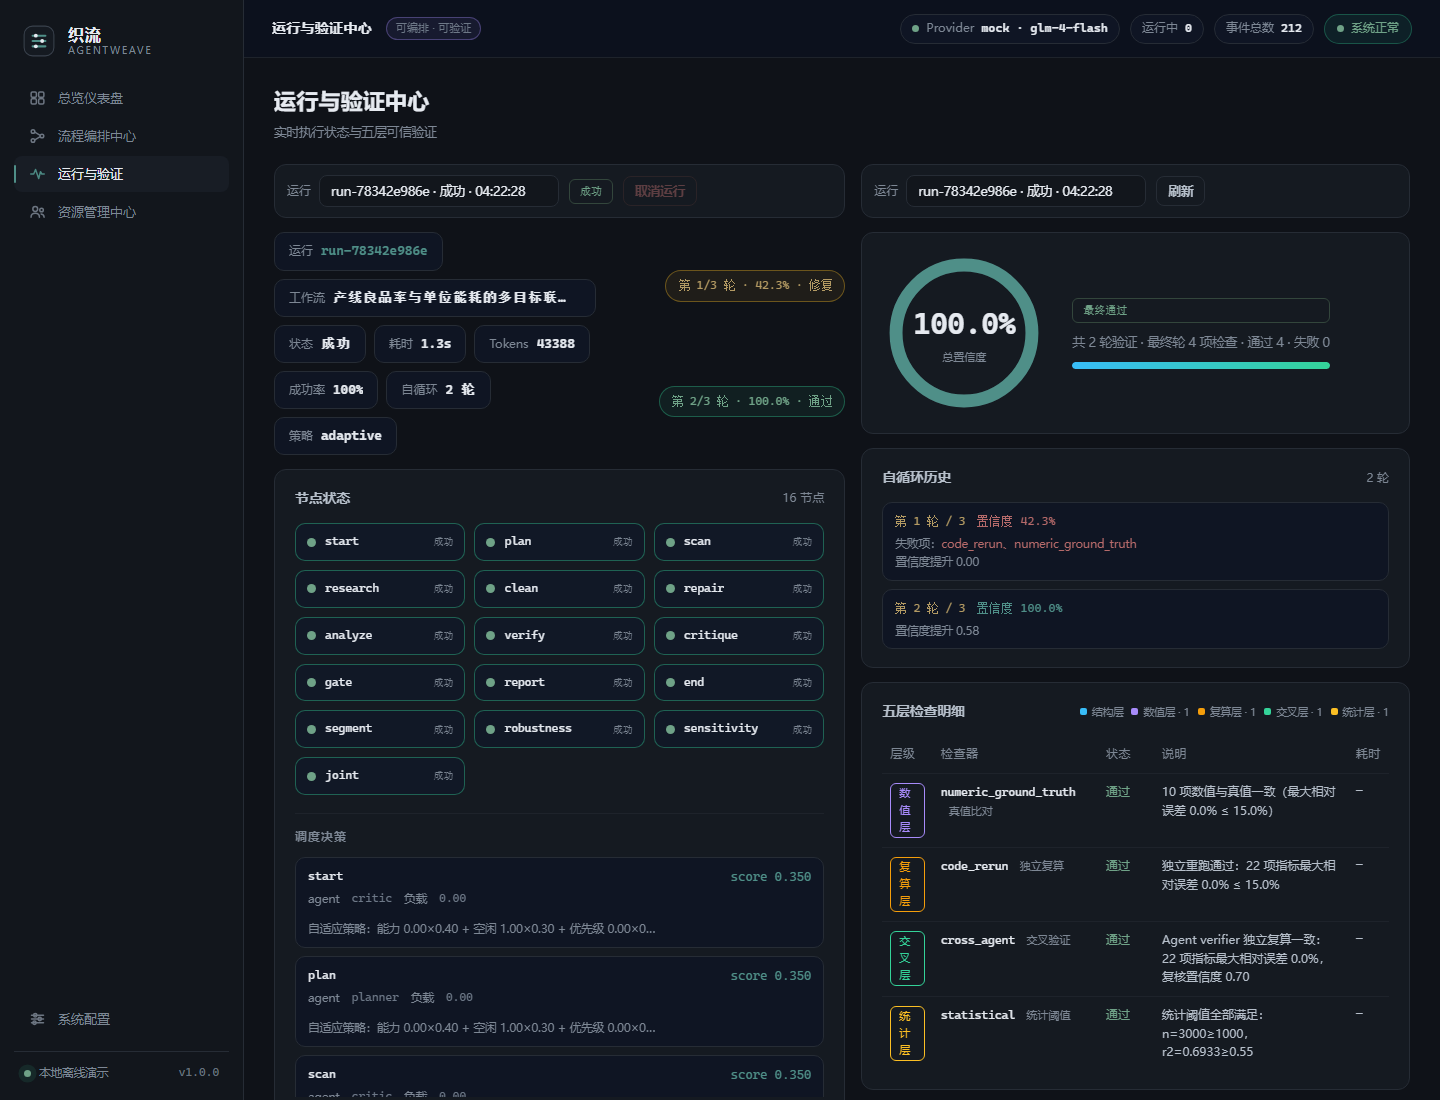 织流
AGENTWEAVE
总览仪表盘
流程编排中心
运行与验证
资源管理中心
系统配置
本地离线演示
v1.0.0
运行与验证中心
可编排 · 可验证
Provider mock · glm-4-flash
运行中 0
事件总数 212
系统正常
运行与验证中心
实时执行状态与五层可信验证
运行 run-78342e986e · 成功 · 04:22:28 成功 取消运行
运行 run-78342e986e
工作流 产线良品率与单位能耗的多目标联…
状态 成功
耗时 1.3s
Tokens 43388
成功率 100%
自循环 2 轮
策略 adaptive
第 1/3 轮 · 42.3% · 修复
第 2/3 轮 · 100.0% · 通过
节点状态
16 节点
start 成功
plan 成功
scan 成功
research 成功
clean 成功
repair 成功
analyze 成功
verify 成功
critique 成功
gate 成功
report 成功
end 成功
segment 成功
robustness 成功
sensitivity 成功
joint 成功
调度决策
start
score 0.350
agent critic 负载 0.00
自适应策略：能力 0.00×0.40 + 空闲 1.00×0.30 + 优先级 0.00×0...
plan
score 0.350
agent planner 负载 0.00
自适应策略：能力 0.00×0.40 + 空闲 1.00×0.30 + 优先级 0.00×0...
scan
score 0.350
agent critic 负载 0.00
运行 run-78342e986e · 成功 · 04:22:28 刷新
100.0%
总置信度
最终通过
共 2 轮验证 · 最终轮 4 项检查 · 通过 4 · 失败 0
自循环历史
2 轮
第 1 轮 / 3 置信度 42.3%
失败项：code_rerun、numeric_ground_truth
置信度提升 0.00
第 2 轮 / 3 置信度 100.0%
置信度提升 0.58
五层检查明细
结构层 数值层 · 1 复算层 · 1 交叉层 · 1 统计层 · 1
层级 检查器 状态 说明 耗时
数值层
numeric_ground_truth
真值比对
通过
10 项数值与真值一致（最大相对
误差 0.0% ≤ 15.0%）
–
复算层
code_rerun 独立复算
通过
独立重跑通过：22 项指标最大相
对误差 0.0% ≤ 15.0%
–
交叉层
cross_agent 交叉验证
通过
Agent verifier 独立复算一致：
22 项指标最大相对误差 0.0%，
复核置信度 0.70
–
统计层
statistical 统计阈值
通过
统计阈值全部满足：
n=3000≥1000，
r2=0.6933≥0.55
–